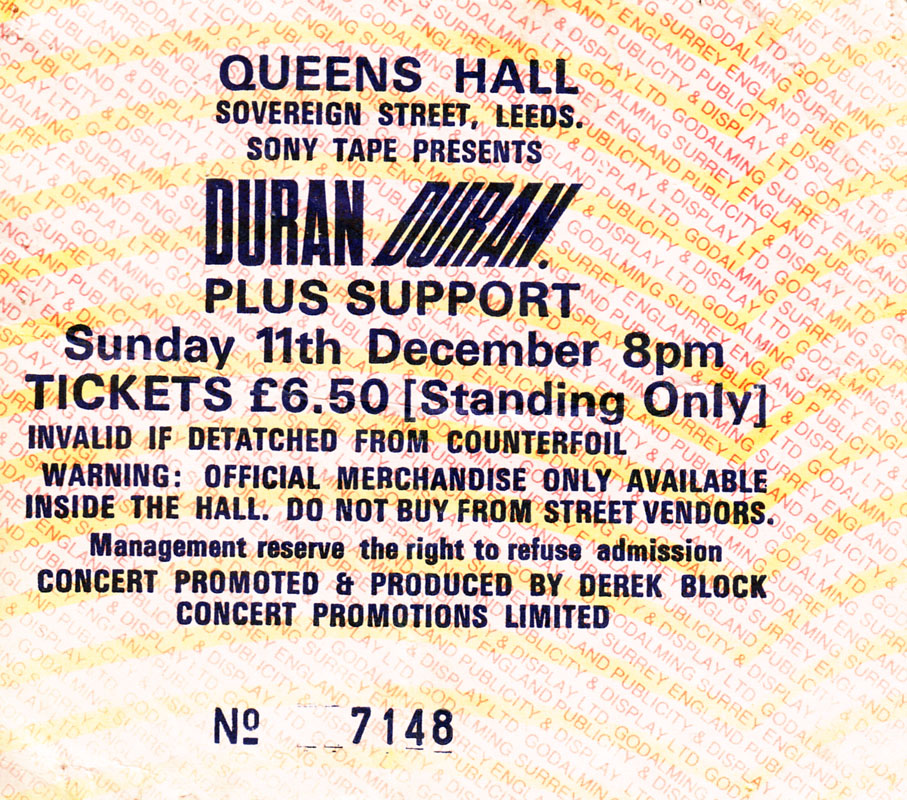 QUEENS HALL
SOVEREIGN STREET, LEEDS.
SONY TAPE PRESENTS
DURAN DURAN.
PLUS SUPPORT
Sunday 11th December 8pm
TICKETS £6.50 [Standing Only]
INVALID IF DETATCHED FROM COUNTERFOIL
WARNING: OFFICIAL MERCHANDISE ONLY AVAILABLE
INSIDE THE HALL. DO NOT BUY FROM STREET VENDORS.
Management reserve the right to refuse admission
CONCERT PROMOTED & PRODUCED BY DEREK BLOCK
CONCERT PROMOTIONS LIMITED
Nº 7148